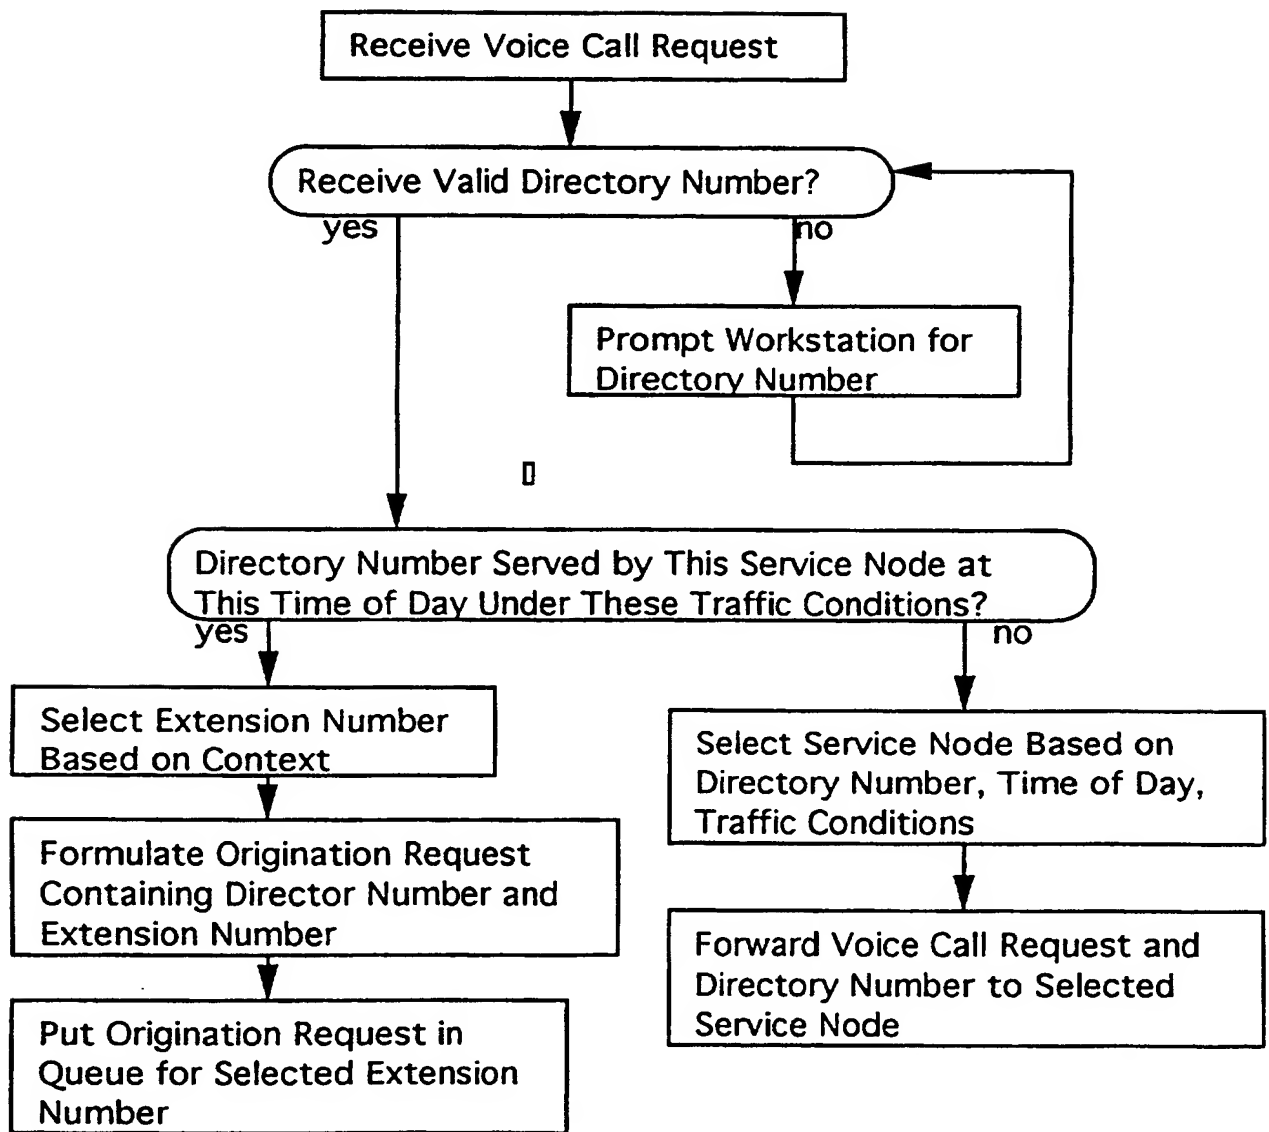 Receive Voice Call Request
Receive Valid Directory Number?
yes
no
Prompt Workstation for
Directory Number
Directory Number Served by This Service Node at
This Time of Day Under These Traffic Conditions?
yes
no
Select Extension Number
Based on Context
Select Service Node Based on
Directory Number, Time of Day,
Traffic Conditions
Formulate Origination Request
Containing Director Number and
Extension Number
Forward Voice Call Request and
Directory Number to Selected
Service Node
Put Origination Request in
Queue for Selected Extension
Number